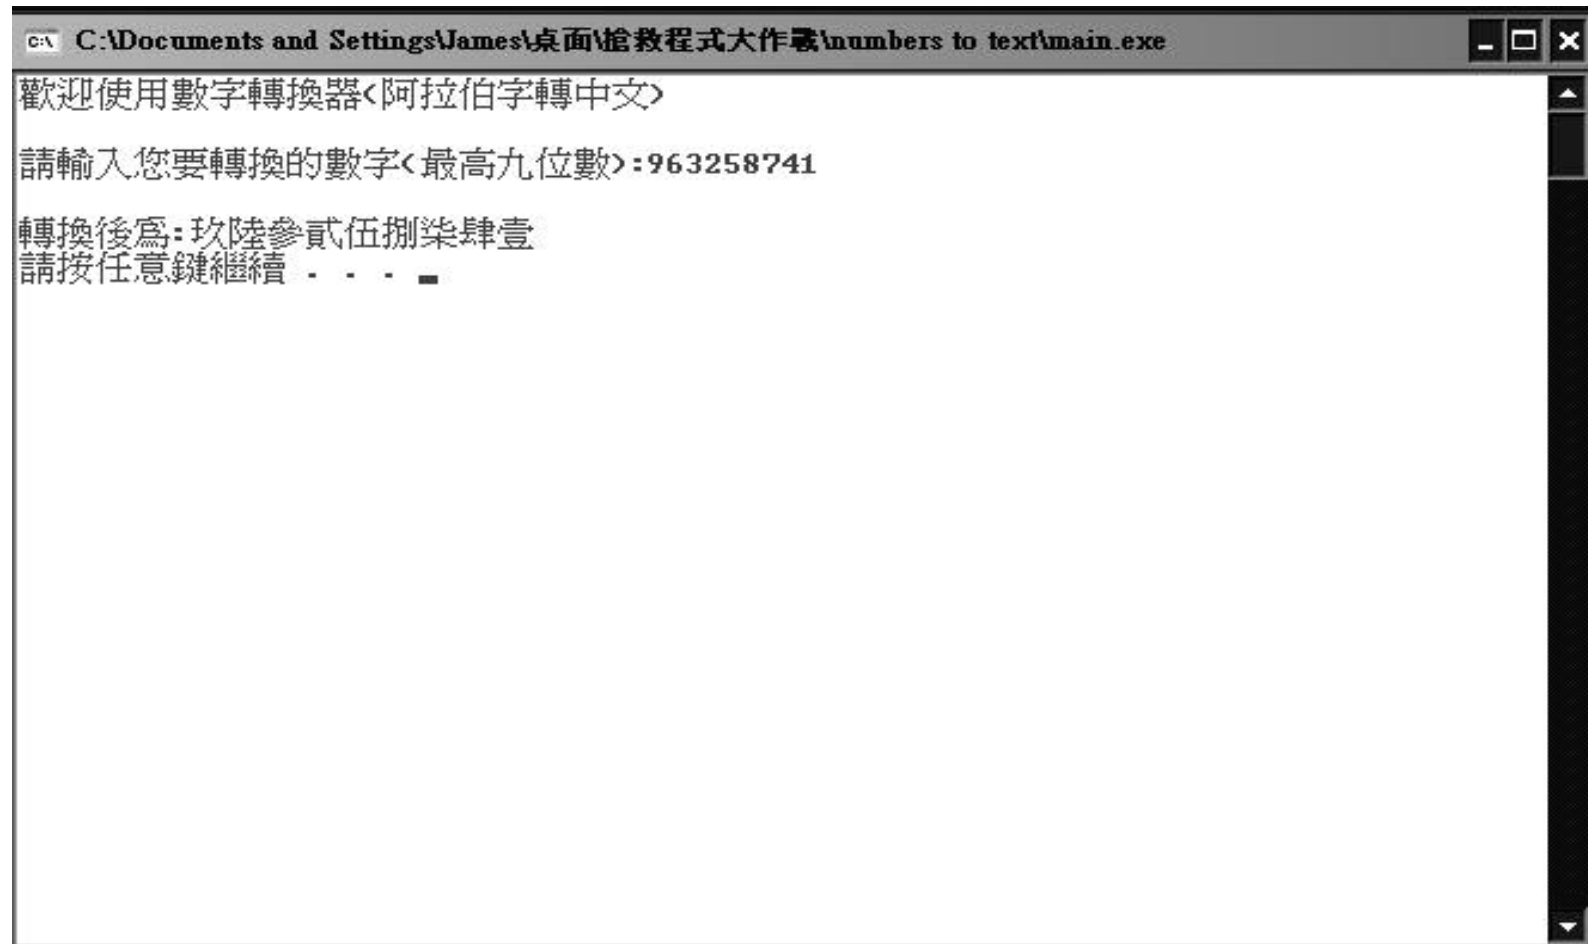 C:\Documents and Settings\James\桌面\搶救程式大作戰\numbers to text\main.exe
歡迎使用數字轉換器<阿拉伯字轉中文>
請輸入您要轉換的數字<最高九位數>:963258741
轉換後為:玖陸參貳伍捌柒肆壹
請按任意鍵繼續 . . .